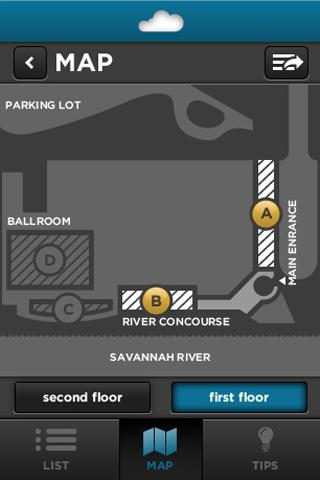 MAP
PARKING LOT
A
MAIN ENRANCE
BALLROOM
D
C
B
RIVER CONCOURSE
SAVANNAH RIVER
second floor
first floor
LIST
MAP
TIPS